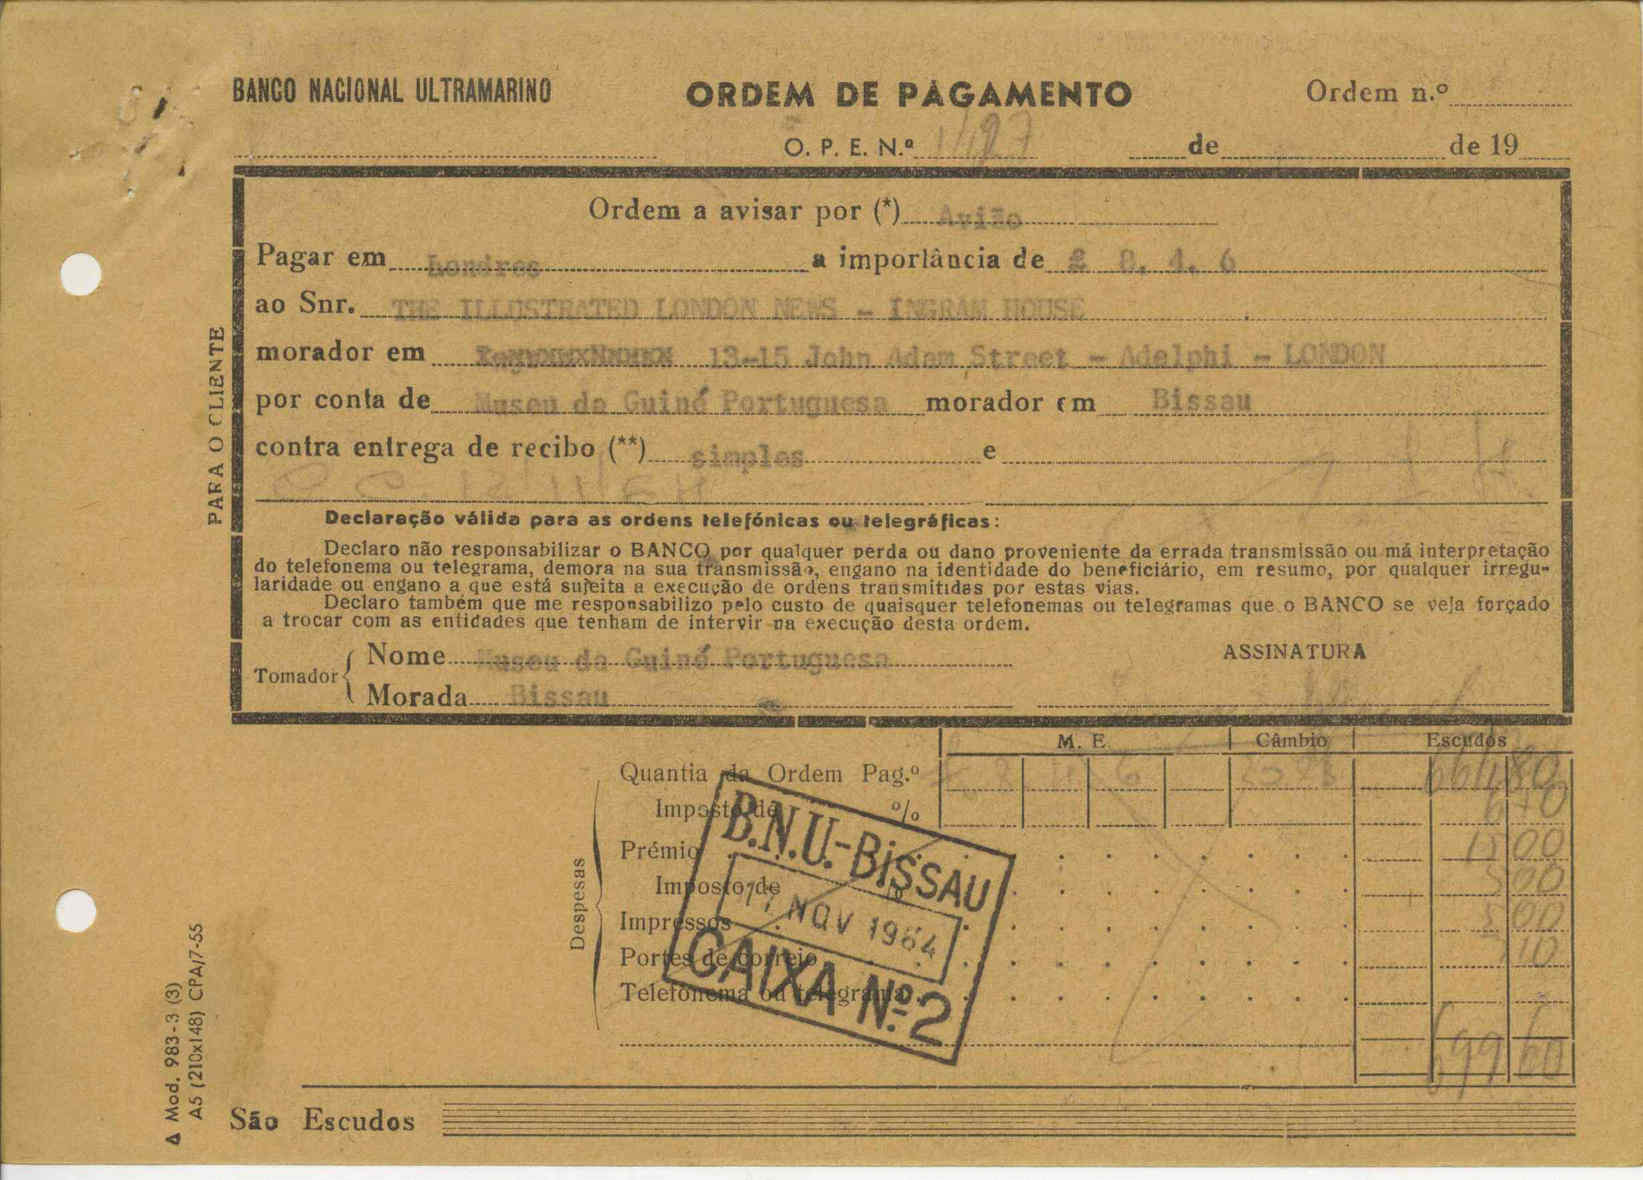 BANCO NACIONAL ULTRAMARINO ORDEM DE PAGAMENTO Ordem n.º
O. P. E. N.º de de 19
Ordem a avisar por (*) Avião
Pagar em Londres a importância de £ 8. 4. 6
ao Snr. THE ILLUSTRATED LONDON NEWS - INGRAM HOUSE
morador em 13-15 John Adam Street - Adelphi - LONDON
por conta de Museu da Guiné Portuguesa morador em Bissau
contra entrega de recibo (**) simples e
PARA O CLIENTE
Declaração válida para as ordens telefónicas ou telegráficas:
Declaro não responsabilizar o BANCO por qualquer perda ou dano proveniente da errada transmissão ou má interpretação
do telefonema ou telegrama, demora na sua transmissão, engano na identidade do beneficiário, em resumo, por qualquer irregu-
laridade ou engano a que está sujeita a execução de ordens transmitidas por estas vias.
Declaro também que me responsabilizo pelo custo de quaisquer telefonemas ou telegramas que o BANCO se veja forçado
a trocar com as entidades que tenham de intervir na execução desta ordem.
Tomador Nome Museu da Guiné Portuguesa ASSINATURA
Morada Bissau
M. E. Câmbio Escudos
Quantia da Ordem Pag.º 664 80
Imposto de %
Prémio
Imposto de
Impressos 500
Portes de correio
Telefonema ou telegrama
699 60
Despesas
B.N.U.-BISSAU
17 NOV 1964
CAIXA Nº 2
São Escudos
Mod. 983-3 (3)
A5 (210x148) CPA/7-55